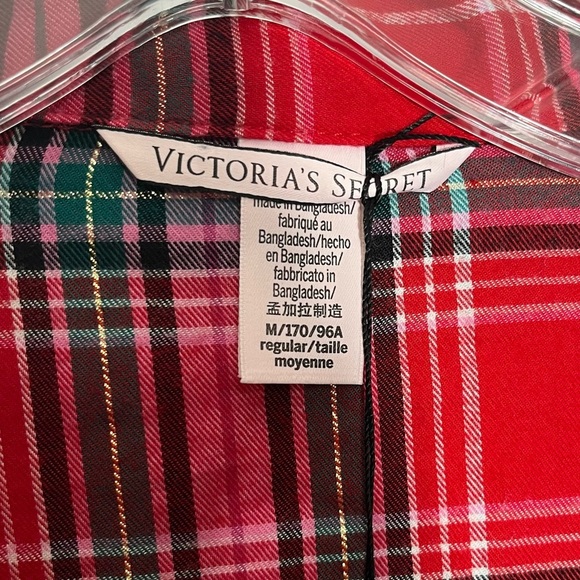 VICTORIA'S SECRET
made in Bangladesh/
fabriqué au
Bangladesh/hecho
en Bangladesh/
fabbricato in
Bangladesh/
孟加拉制造
M/170/96A
regular/taille
moyenne